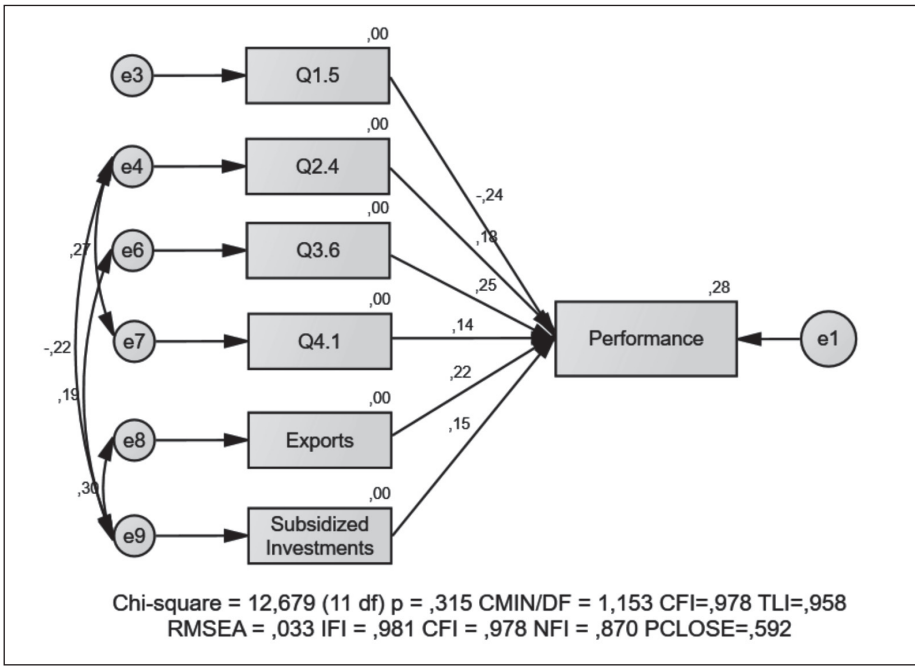 ,00
e3
Q1.5
,00
e4
Q2.4
-,24
,00
,18
,27
e6
Q3.6
,25
,00
,28
e7
Q4.1
,14
Performance
e1
-,22
,00
,22
,19
e8
Exports
,15
,00
,30
e9
Subsidized
Investments
Chi-square = 12,679 (11 df) p = ,315 CMIN/DF = 1,153 CFI=,978 TLI=,958
RMSEA = ,033 IFI = ,981 CFI = ,978 NFI = ,870 PCLOSE=,592